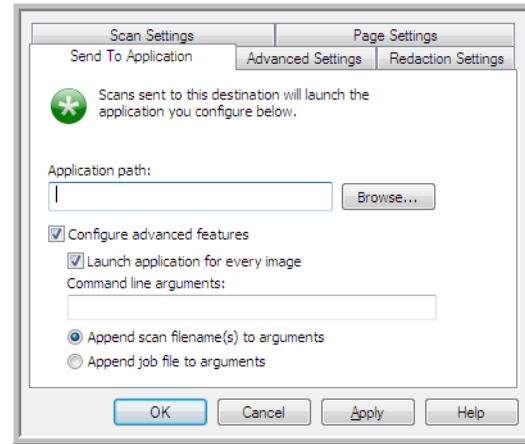 Scan Settings
Page Settings
Send To Application
Advanced Settings
Redaction Settings
Scans sent to this destination will launch the
application you configure below.
Application path:
Browse...
Configure advanced features
Launch application for every image
Command line arguments:
Append scan filename(s) to arguments
Append job file to arguments
OK
Cancel
Apply
Help